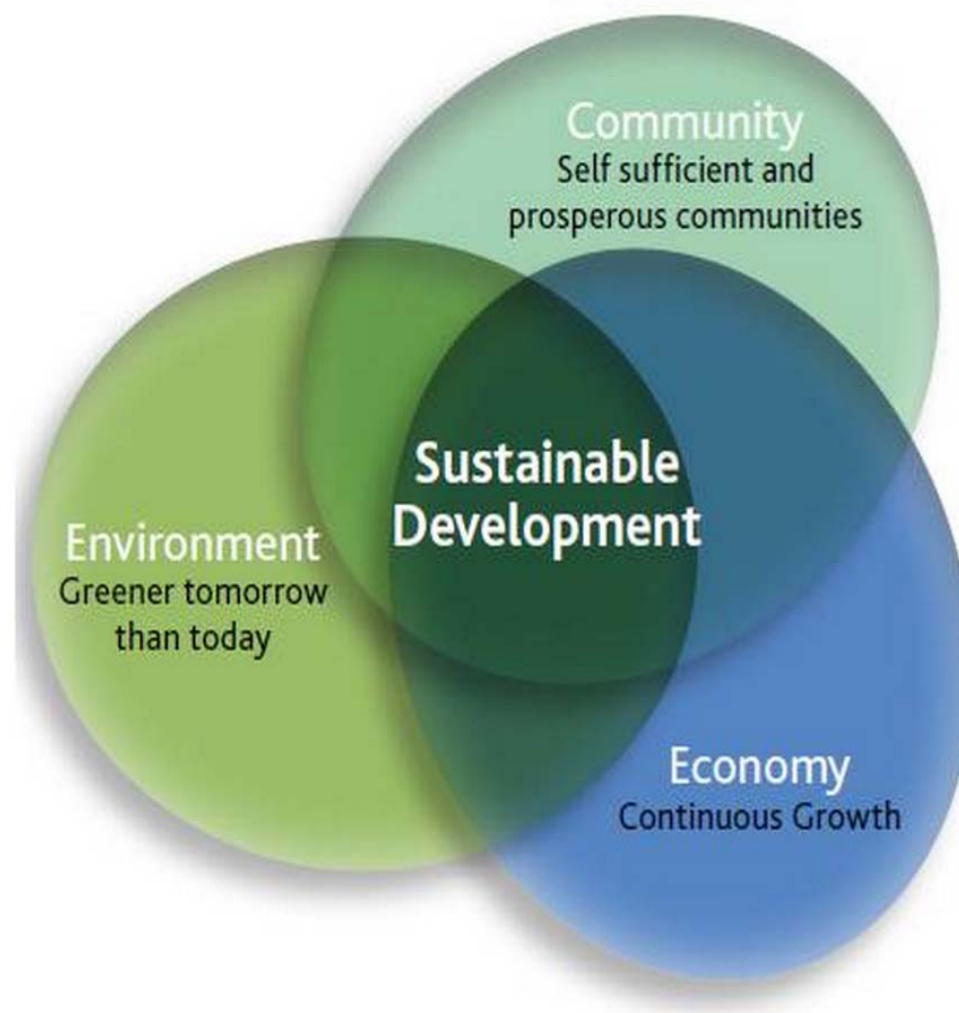 Community
Self sufficient and
prosperous communities
Sustainable
Development
Environment
Greener tomorrow
than today
Economy
Continuous Growth